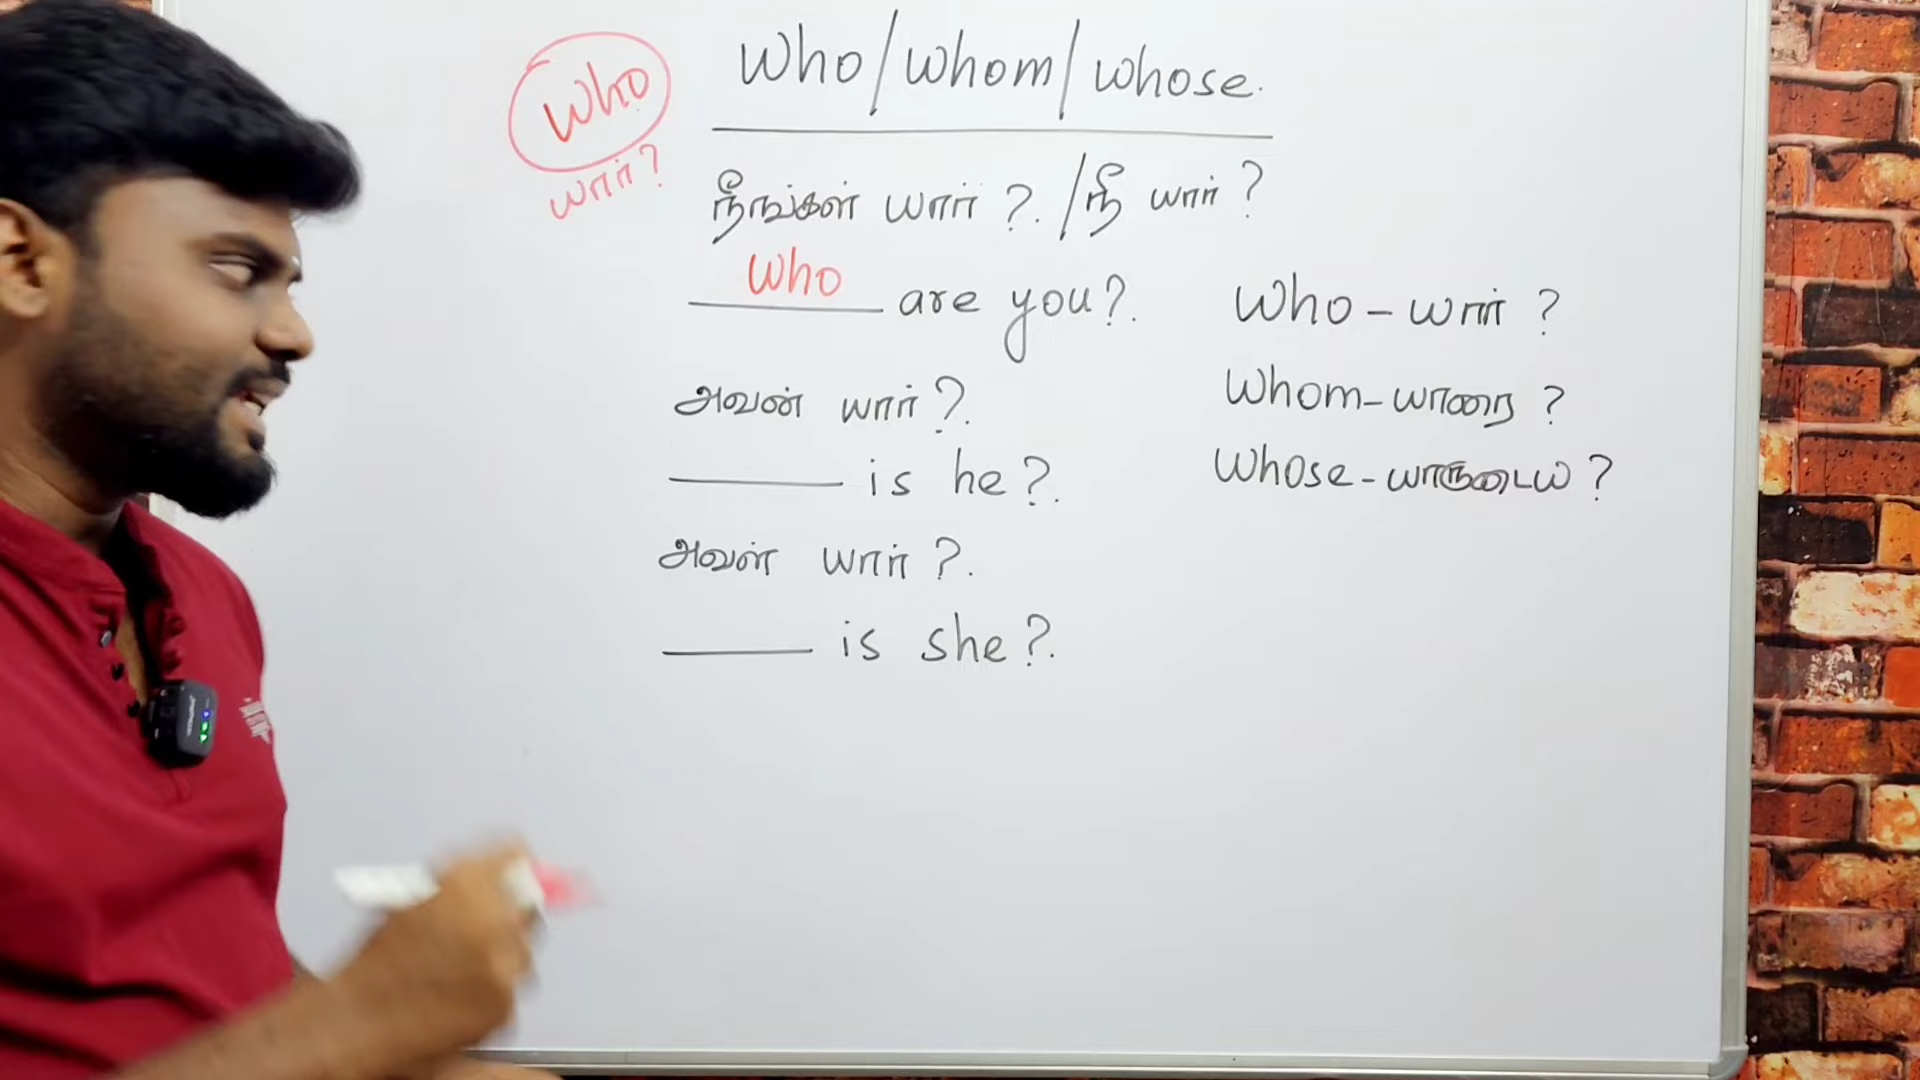 who/whom/whose.
who
யார்?
நீங்கள் யார்?. /நீ யார்?
who are you?.
அவன் யார்?.
is he?.
அவள் யார்?.
is she?.
Who - யார்?
Whom - யாரை?
Whose - யாருடைய?